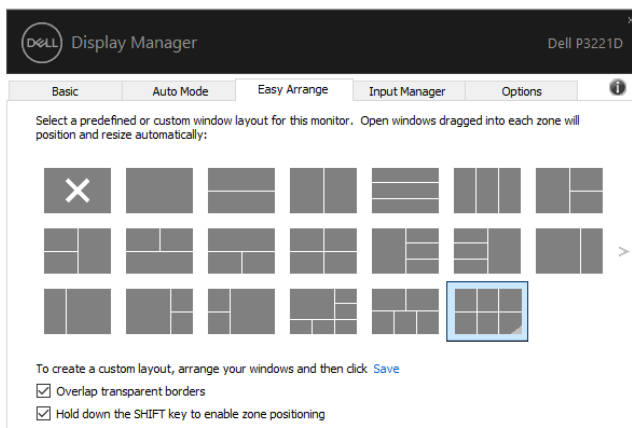 DELL Display Manager
Dell P3221D
Basic Auto Mode Easy Arrange Input Manager Options
Select a predefined or custom window layout for this monitor. Open windows dragged into each zone will
position and resize automatically:
To create a custom layout, arrange your windows and then click Save
Overlap transparent borders
Hold down the SHIFT key to enable zone positioning